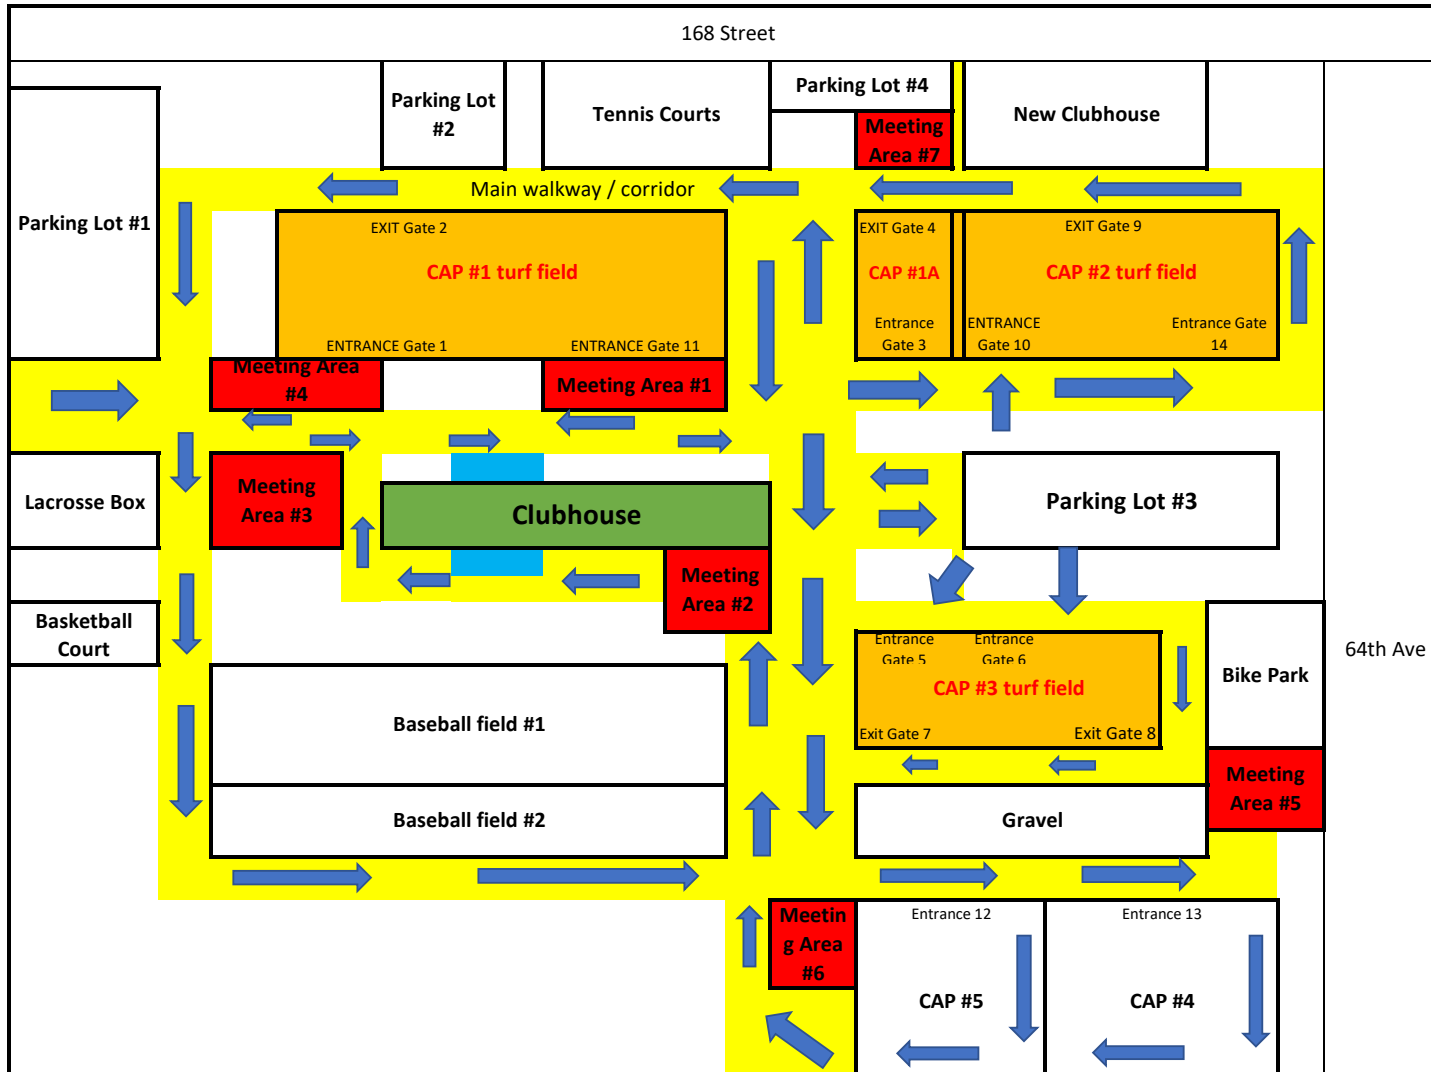 168 Street
Parking Lot
#2
Tennis Courts
Parking Lot #4
New Clubhouse
Meeting
Area #7
Main walkway / corridor
Parking Lot #1
EXIT Gate 2
CAP #1 turf field
ENTRANCE Gate 1
ENTRANCE Gate 11
EXIT Gate 4
CAP #1A
Entrance
Gate 3
EXIT Gate 9
CAP #2 turf field
ENTRANCE
Gate 10
Entrance Gate
14
Meeting Area
#4
Meeting Area #1
Lacrosse Box
Meeting
Area #3
Clubhouse
Parking Lot #3
Meeting
Area #2
Basketball
Court
Entrance
Gate 5
Entrance
Gate 6
CAP #3 turf field
Exit Gate 7
Exit Gate 8
Bike Park
64th Ave
Baseball field #1
Meeting
Area #5
Baseball field #2
Gravel
Meetin
g Area
#6
Entrance 12
Entrance 13
CAP #5
CAP #4